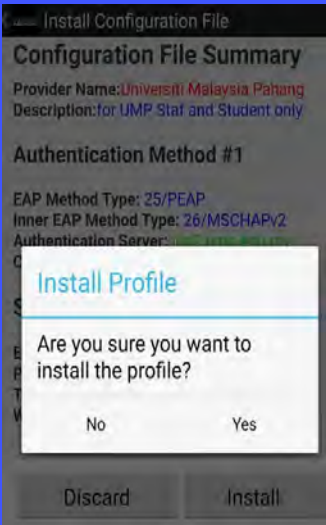 Install Configuration File
Configuration File Summary
Provider Name:Universiti Malaysia Pahang
Description:for UMP Staf and Student only
Authentication Method #1
EAP Method Type: 25/PEAP
Inner EAP Method Type: 26/MSCHAPv2
Authentication Server:
Install Profile
Are you sure you want to
install the profile?
No Yes
Discard Install